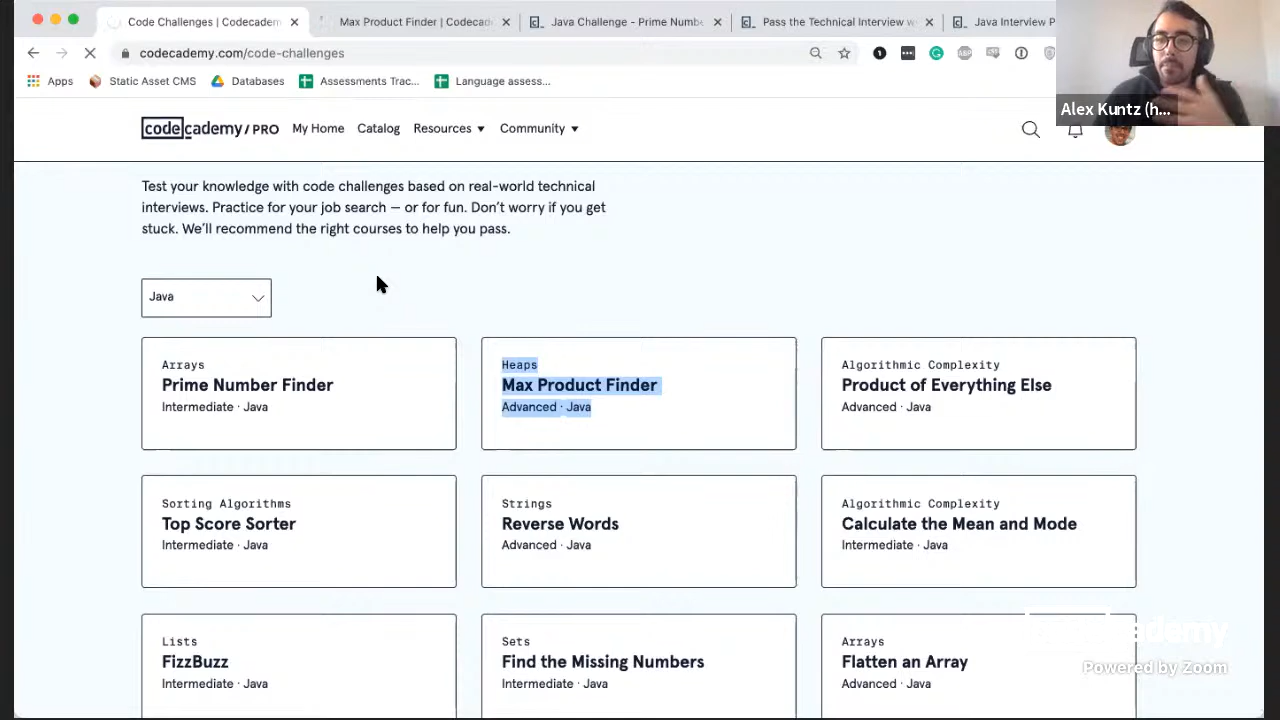 Code Challenges | Codecadem
Max Product Finder | Codecad
Java Challenge - Prime Numb
Pass the Technical Interview w
Java Interview P
codecademy.com/code-challenges
Apps
Static Asset CMS
Databases
Assessments Trac...
Language assess...
Alex Kuntz (h...
codecademy / PRO
My Home
Catalog
Resources
Community
Test your knowledge with code challenges based on real-world technical
interviews. Practice for your job search — or for fun. Don't worry if you get
stuck. We'll recommend the right courses to help you pass.
Java
Arrays
Prime Number Finder
Intermediate · Java
Heaps
Max Product Finder
Advanced · Java
Algorithmic Complexity
Product of Everything Else
Advanced · Java
Sorting Algorithms
Top Score Sorter
Intermediate · Java
Strings
Reverse Words
Advanced · Java
Algorithmic Complexity
Calculate the Mean and Mode
Intermediate · Java
Lists
FizzBuzz
Intermediate · Java
Sets
Find the Missing Numbers
Intermediate · Java
Arrays
Flatten an Array
Advanced · Java
Powered by Zoom